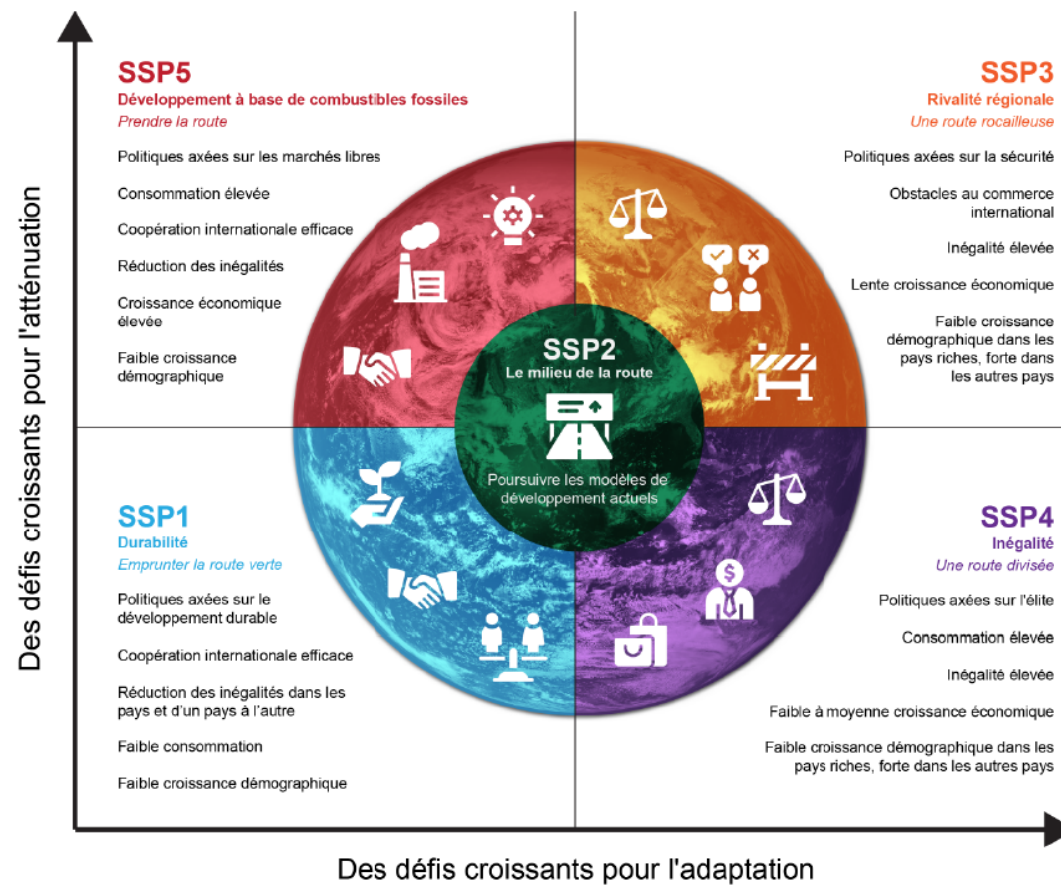 Des défis croissants pour l'atténuation
SSP5
Développement à base de combustibles fossiles
Prendre la route
Politiques axées sur les marchés libres
Consommation élevée
Coopération internationale efficace
Réduction des inégalités
Croissance économique
élevée
Faible croissance
démographique
SSP3
Rivalité régionale
Une route rocailleuse
Politiques axées sur la sécurité
Obstacles au commerce
international
Inégalité élevée
Lente croissance économique
Faible croissance
démographique dans les
pays riches, forte dans
les autres pays
SSP2
Le milieu de la route
Poursuivre les modèles de
développement actuels
SSP1
Durabilité
Emprunter la route verte
Politiques axées sur le
développement durable
Coopération internationale efficace
Réduction des inégalités dans les
pays et d'un pays à l'autre
Faible consommation
Faible croissance démographique
SSP4
Inégalité
Une route divisée
Politiques axées sur l'élite
Consommation élevée
Inégalité élevée
Faible à moyenne croissance économique
Faible croissance démographique dans les
pays riches, forte dans les autres pays
$
Des défis croissants pour l'adaptation